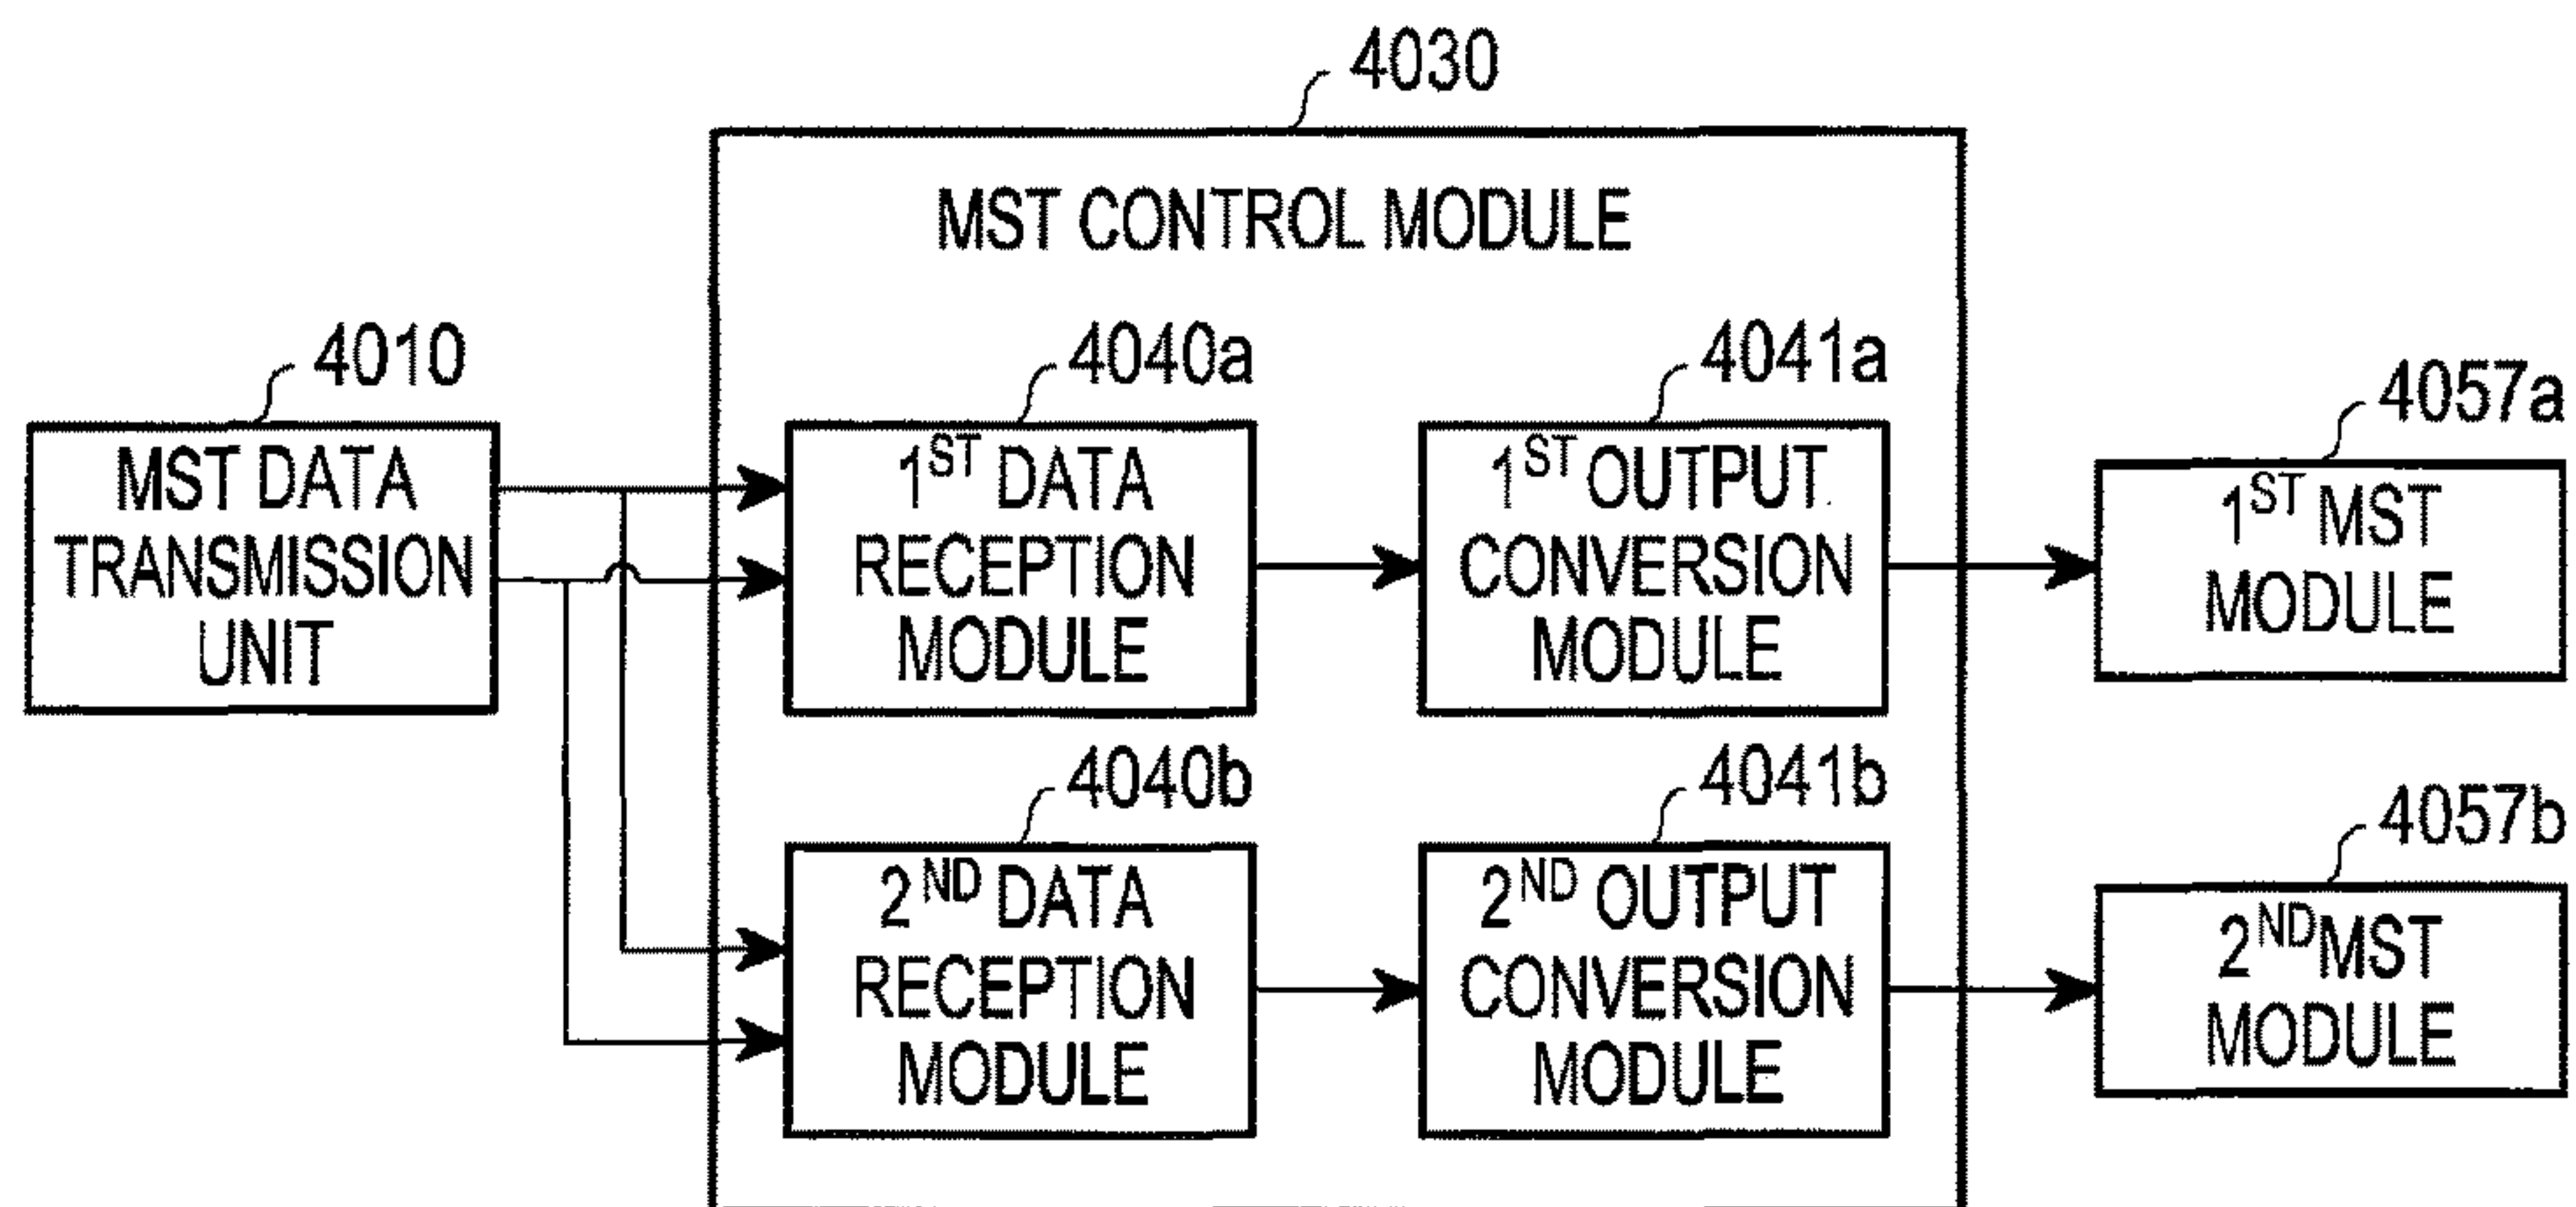 4030
MST CONTROL MODULE
4010
MST DATA
TRANSMISSION
UNIT
4040a
1ST DATA
RECEPTION
MODULE
4041a
1ST OUTPUT
CONVERSION
MODULE
4057a
1ST MST
MODULE
4040b
2ND DATA
RECEPTION
MODULE
4041b
2ND OUTPUT
CONVERSION
MODULE
4057b
2ND MST
MODULE